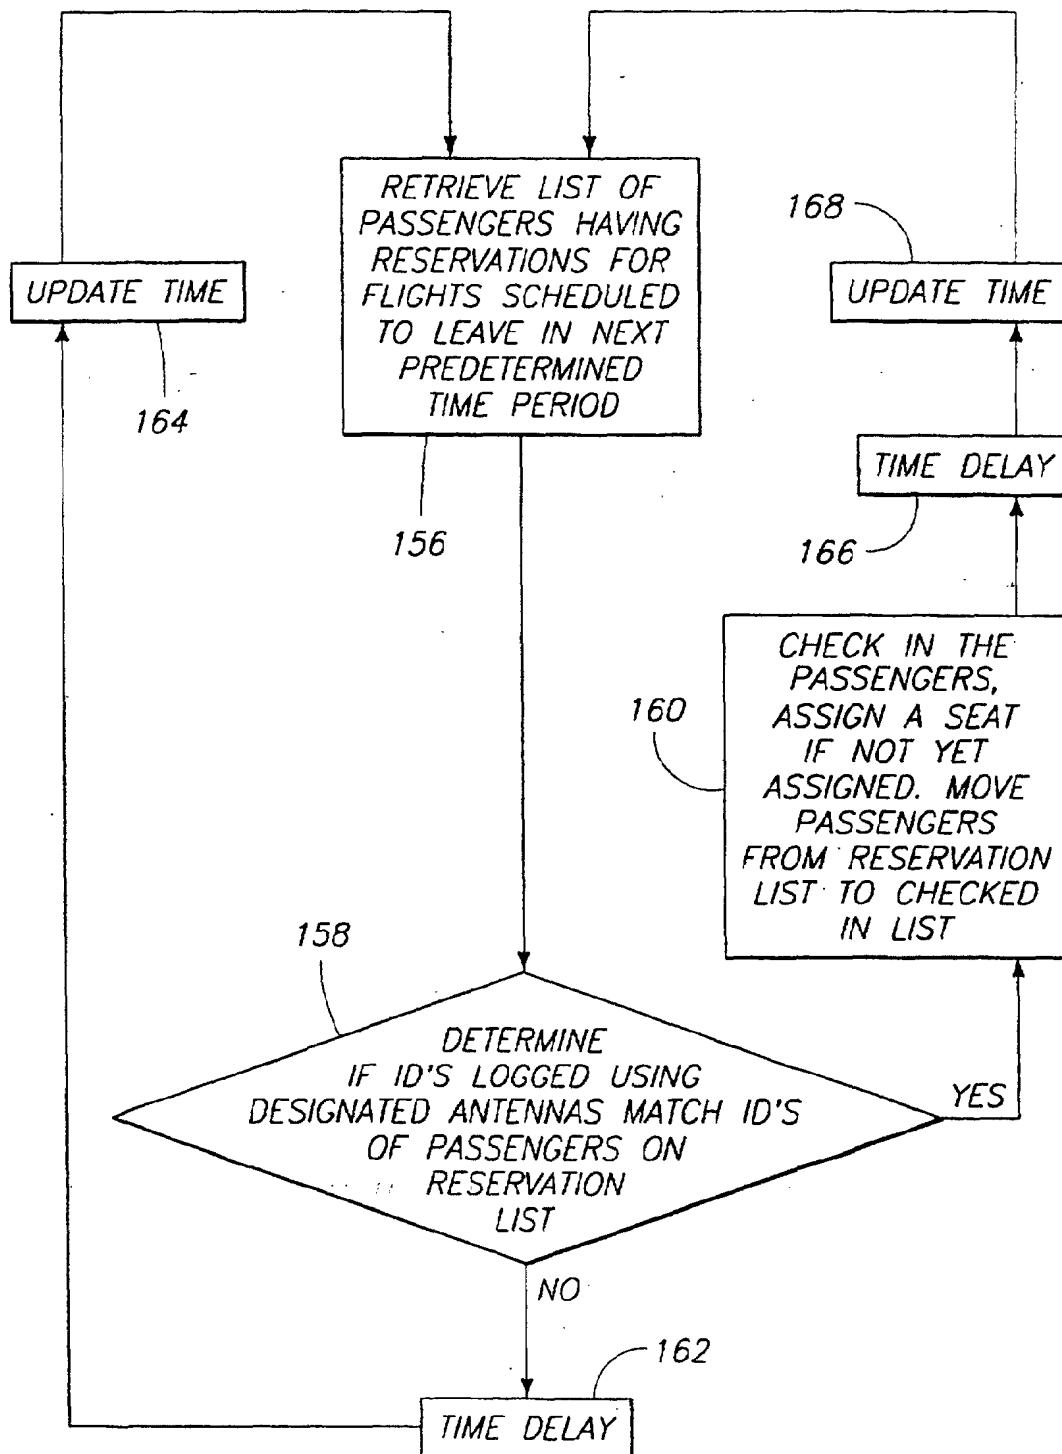 RETRIEVE LIST OF
PASSENGERS HAVING
RESERVATIONS FOR
FLIGHTS SCHEDULED
TO LEAVE IN NEXT
PREDETERMINED
TIME PERIOD
156
UPDATE TIME
164
168
UPDATE TIME
TIME DELAY
166
CHECK IN THE
PASSENGERS,
ASSIGN A SEAT
IF NOT YET
ASSIGNED. MOVE
PASSENGERS
FROM RESERVATION
LIST TO CHECKED
IN LIST
160
158
DETERMINE
IF ID'S LOGGED USING
DESIGNATED ANTENNAS MATCH ID'S
OF PASSENGERS ON
RESERVATION
LIST
YES
NO
162
TIME DELAY